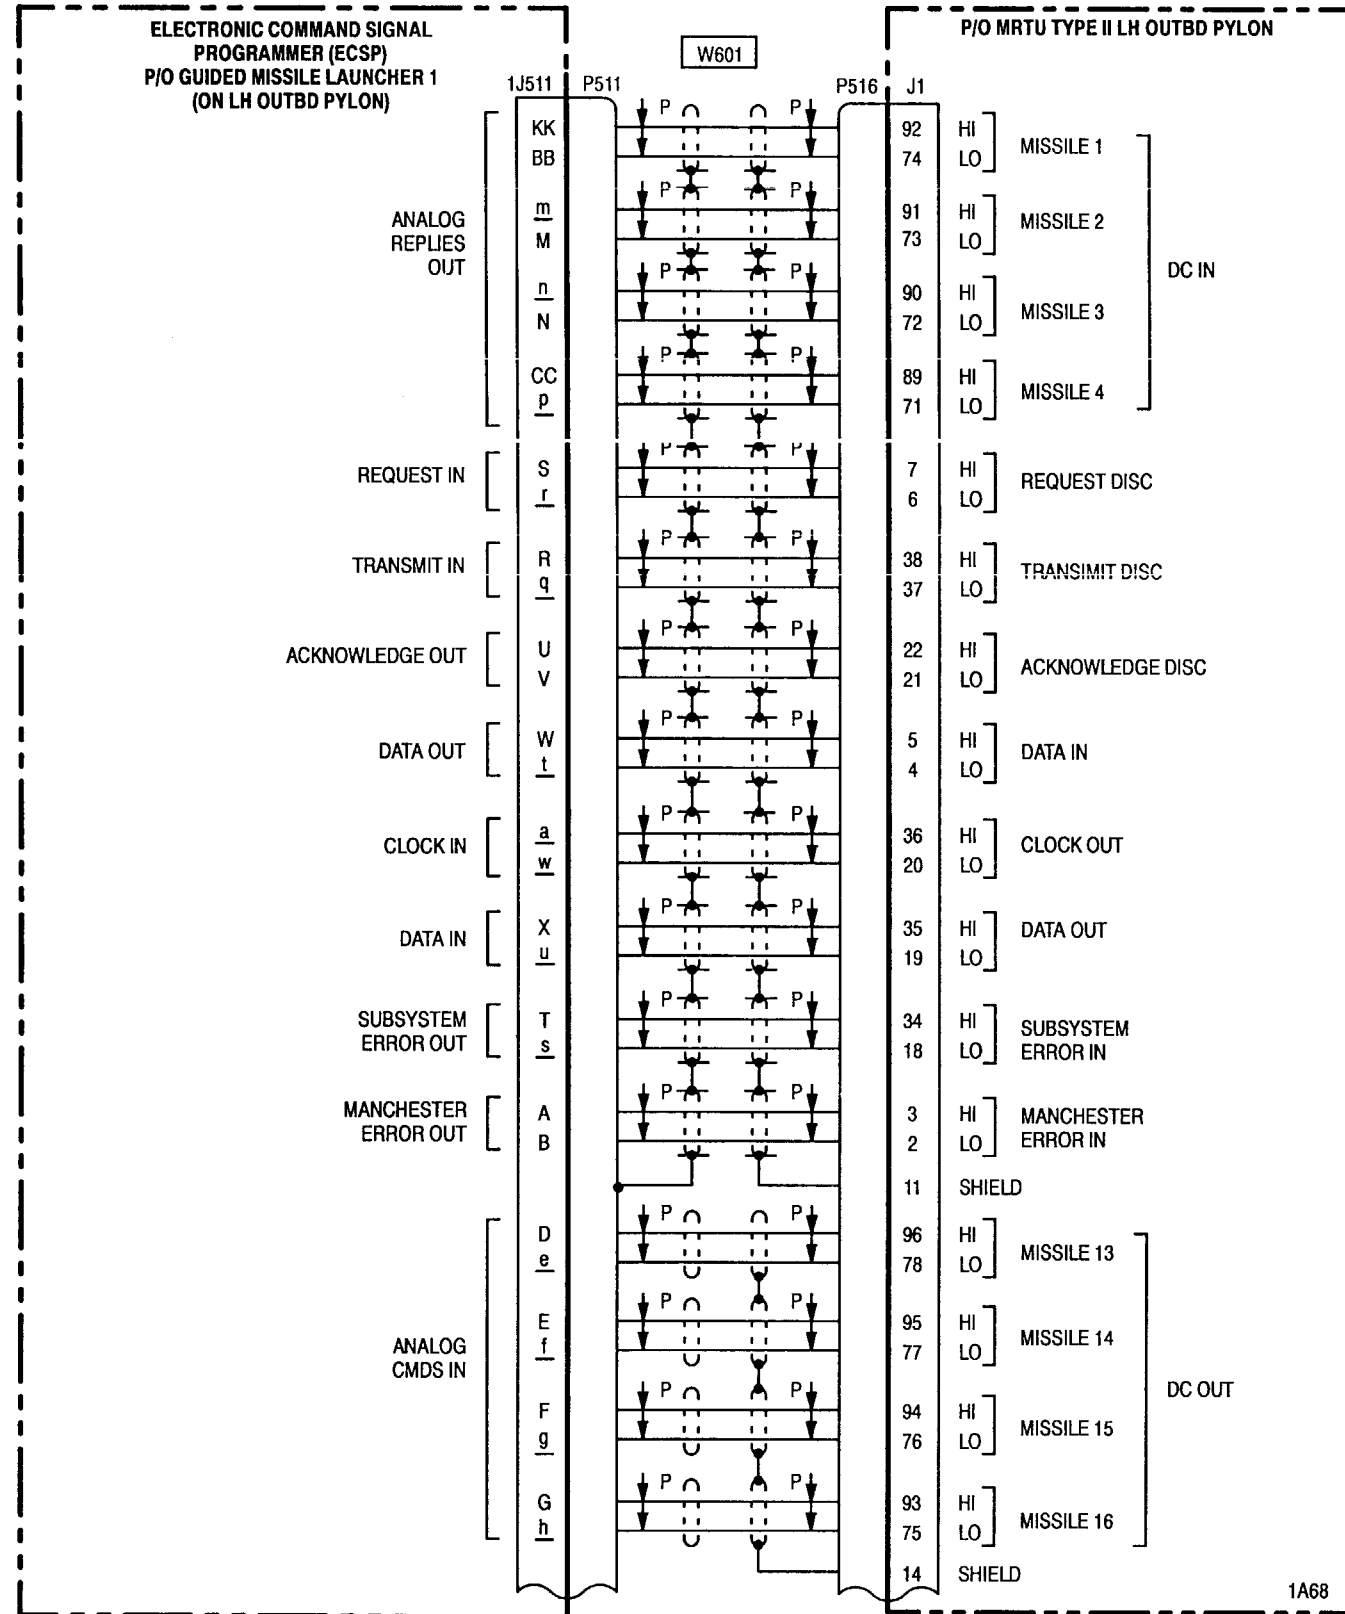 ELECTRONIC COMMAND SIGNAL
PROGRAMMER (ECSP)
P/O GUIDED MISSILE LAUNCHER 1
(ON LH OUTBD PYLON)
W601
P/O MRTU TYPE II LH OUTBD PYLON
1J511 P511 P516 J1
ANALOG
REPLIES
OUT
KK P P 92 HI
BB 74 LO
MISSILE 1
m P P 91 HI
M 73 LO
MISSILE 2
n P P 90 HI
N 72 LO
MISSILE 3
CC P P 89 HI
p 71 LO
MISSILE 4
DC IN
REQUEST IN
S P P 7 HI
r 6 LO
REQUEST DISC
TRANSMIT IN
R P P 38 HI
q 37 LO
TRANSIMIT DISC
ACKNOWLEDGE OUT
U P P 22 HI
V 21 LO
ACKNOWLEDGE DISC
DATA OUT
W P P 5 HI
t 4 LO
DATA IN
CLOCK IN
a P P 36 HI
w 20 LO
CLOCK OUT
DATA IN
X P P 35 HI
u 19 LO
DATA OUT
SUBSYSTEM
ERROR OUT
T P P 34 HI
s 18 LO
SUBSYSTEM
ERROR IN
MANCHESTER
ERROR OUT
A P P 3 HI
B 2 LO
MANCHESTER
ERROR IN
11 SHIELD
ANALOG
CMDS IN
D P P 96 HI
e 78 LO
MISSILE 13
E P P 95 HI
f 77 LO
MISSILE 14
F P P 94 HI
g 76 LO
MISSILE 15
G P P 93 HI
h 75 LO
MISSILE 16
DC OUT
14 SHIELD
1A68